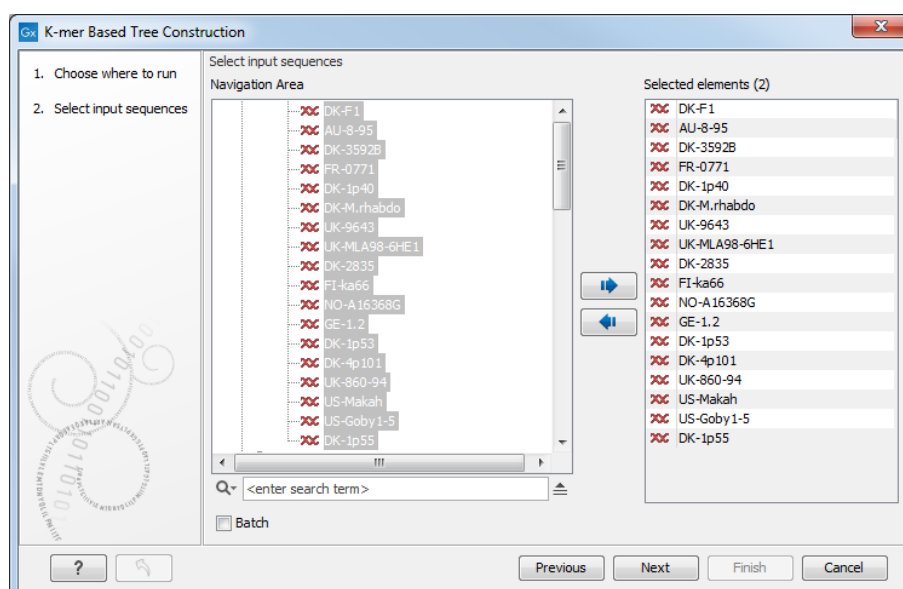 Gx K-mer Based Tree Construction
1. Choose where to run
2. Select input sequences
Select input sequences
Navigation Area
DK-F1
AU-8-95
DK-3592B
FR-0771
DK-1p40
DK-M.rhabdo
UK-9643
UK-MLA98-6HE1
DK-2835
FI-ka66
NO-A16368G
GE-1.2
DK-1p53
DK-4p101
UK-860-94
US-Makah
US-Goby1-5
DK-1p55
<enter search term>
Batch
Selected elements (2)
DK-F1
AU-8-95
DK-3592B
FR-0771
DK-1p40
DK-M.rhabdo
UK-9643
UK-MLA98-6HE1
DK-2835
FI-ka66
NO-A16368G
GE-1.2
DK-1p53
DK-4p101
UK-860-94
US-Makah
US-Goby1-5
DK-1p55
? Previous Next Finish Cancel